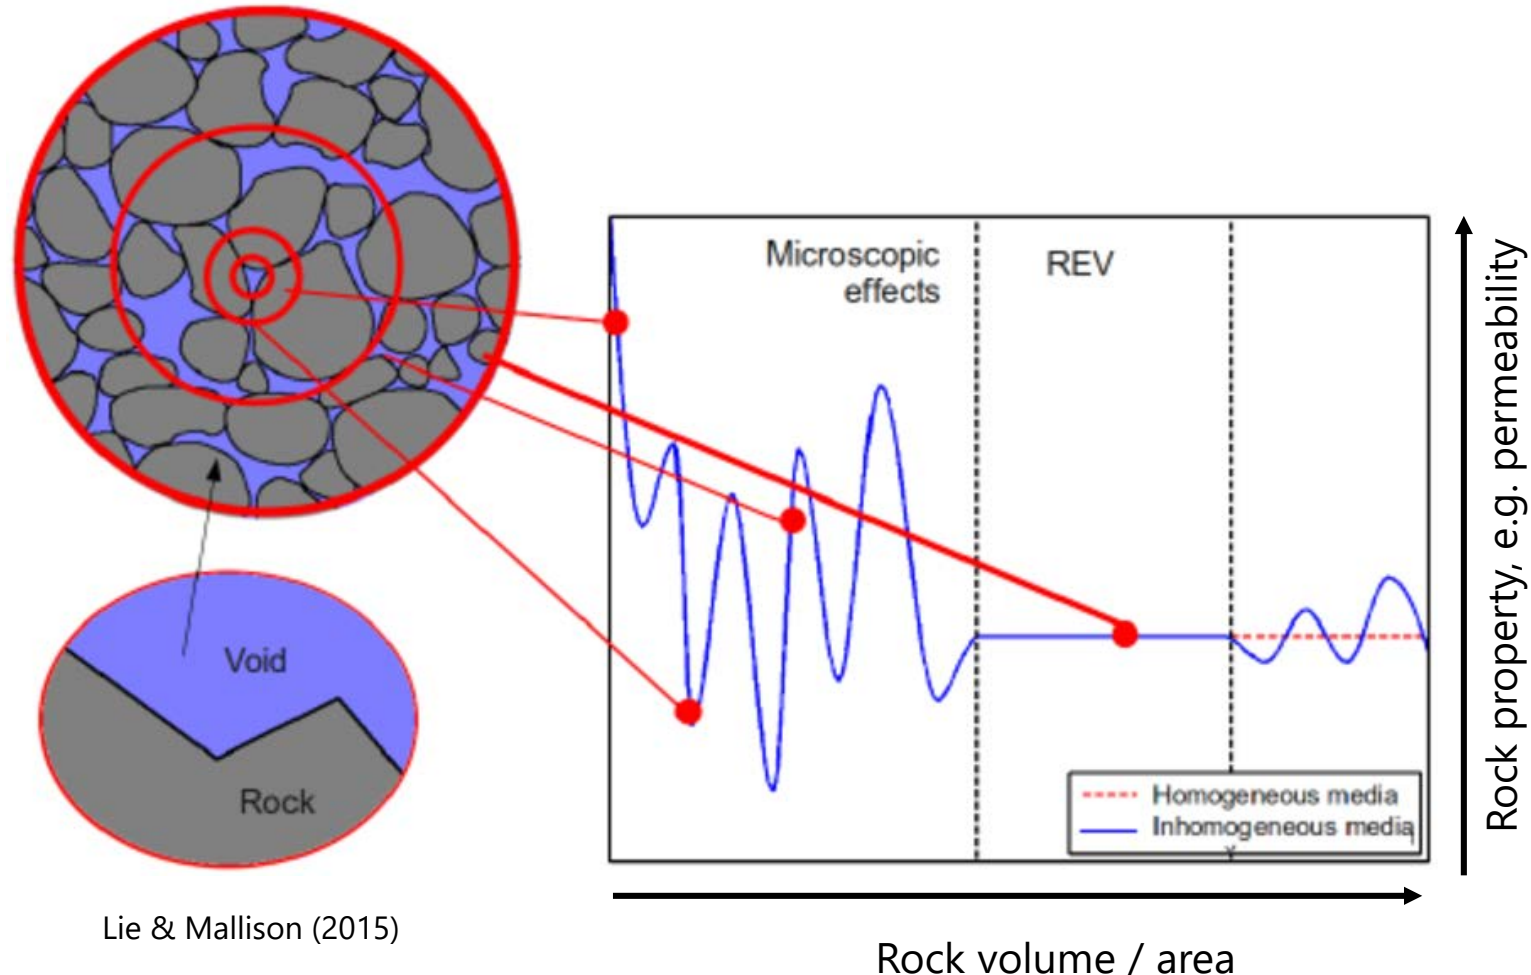 Microscopic
effects
REV
Void
Rock
Homogeneous media
Inhomogeneous media
Rock property, e.g. permeability
Lie & Mallison (2015)
Rock volume / area